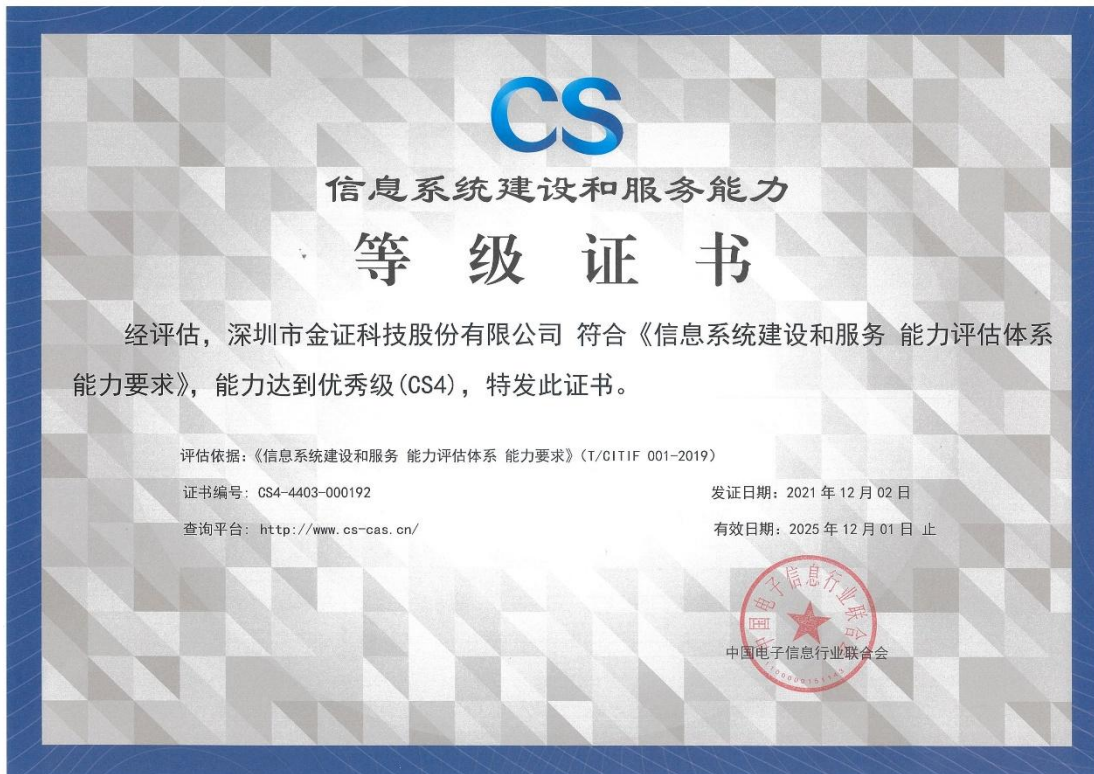 CS
信息系统建设和服务能力
等级证书
经评估，深圳市金证科技股份有限公司 符合《信息系统建设和服务 能力评估体系
能力要求》，能力达到优秀级(CS4)，特发此证书。
评估依据：《信息系统建设和服务 能力评估体系 能力要求》（T/CITIF 001-2019）
证书编号： CS4-4403-000192
发证日期：2021 年 12 月 02 日
查询平台： http://www.cs-cas.cn/
有效日期：2025 年 12 月 01 日 止
中国电子信息行业联合会
中国电子信息行业联合会